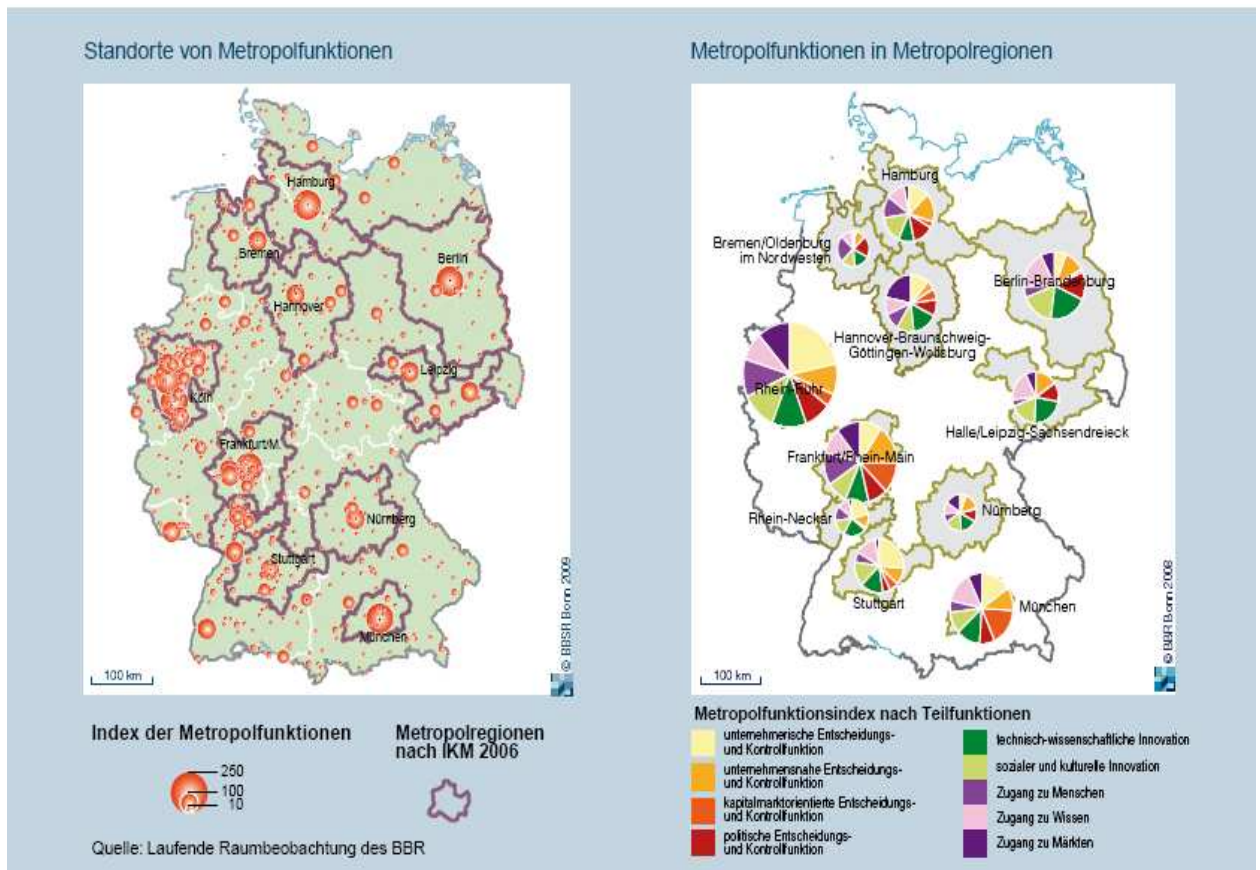 Standorte von Metropolfunktionen
Hamburg
Bremen
Berlin
Hannover
Leipzig
Köln
Frankfurt/M.
Nürnberg
Stuttgart
München
100 km
© BBSR Bonn 2009
Index der Metropolfunktionen
250
100
10
Metropolregionen
nach IKM 2006
Quelle: Laufende Raumbeobachtung des BBR
Metropolfunktionen in Metropolregionen
Hamburg
Bremen/Oldenburg
im Nordwesten
Berlin-Brandenburg
Hannover-Braunschweig-
Göttingen-Wolfsburg
Rhein-Ruhr
Halle/Leipzig-Sachsendreieck
Frankfurt/Rhein-Main
Rhein-Neckar
Nürnberg
Stuttgart
München
100 km
© BBR Bonn 2008
Metropolfunktionsindex nach Teilfunktionen
unternehmerische Entscheidungs-
und Kontrollfunktion
unternehmensnahe Entscheidungs-
und Kontrollfunktion
kapitalmarktorientierte Entscheidungs-
und Kontrollfunktion
politische Entscheidungs-
und Kontrollfunktion
technisch-wissenschaftliche Innovation
sozialer und kulturelle Innovation
Zugang zu Menschen
Zugang zu Wissen
Zugang zu Märkten